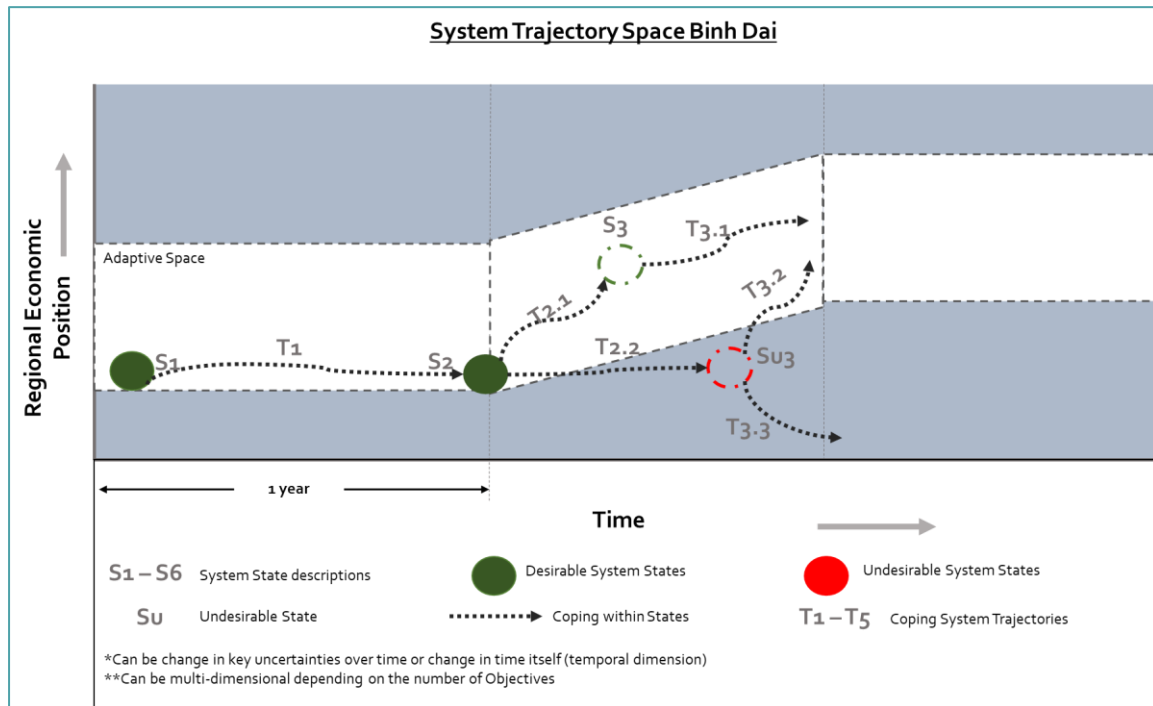 System Trajectory Space Binh Dai
Regional Economic
Position
Adaptive Space
S1
T1
S2
T2.1
S3
T3.1
T2.2
T3.2
Su3
T3.3
1 year
Time
S1 – S6 System State descriptions
Desirable System States
Undesirable System States
Su Undesirable State
Coping within States
T1 – T5 Coping System Trajectories
*Can be change in key uncertainties over time or change in time itself (temporal dimension)
**Can be multi-dimensional depending on the number of Objectives